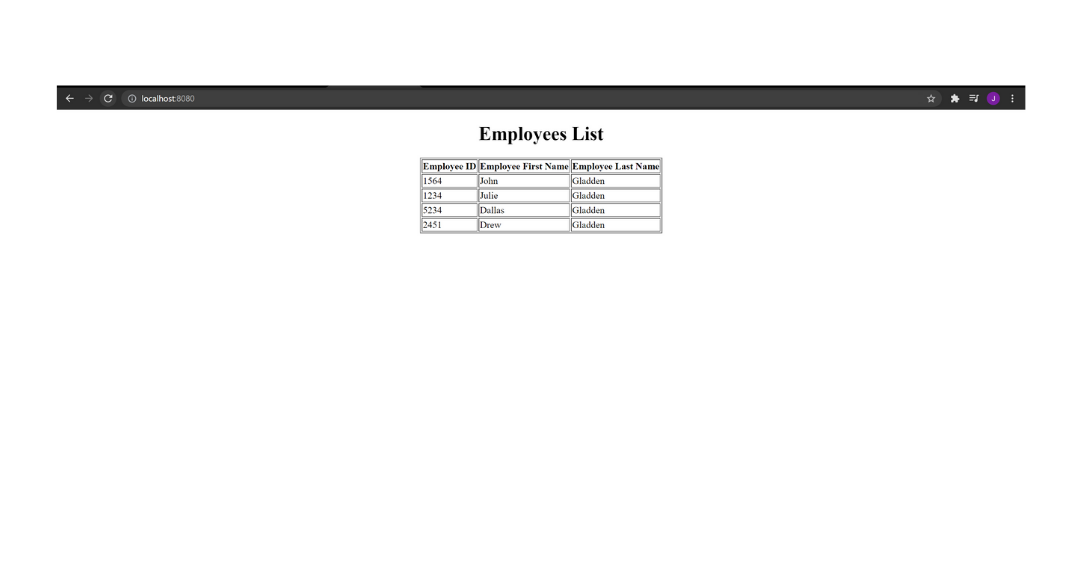 localhost:8080
J
Employees List
Employee ID Employee First Name Employee Last Name
1564 John Gladden
1234 Julie Gladden
5234 Dallas Gladden
2451 Drew Gladden